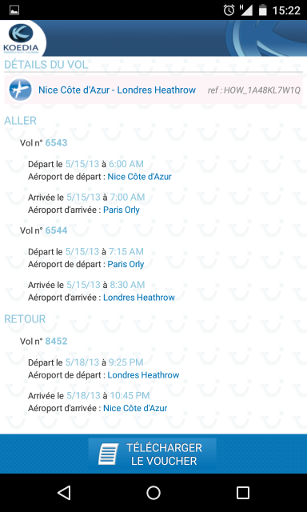 15:22
KOEDIA
DÉTAILS DU VOL
Nice Côte d'Azur - Londres Heathrow ref : HOW_1A48KL7W1Q
ALLER
Vol n° 6543
Départ le 5/15/13 à 6:00 AM
Aéroport de départ : Nice Côte d'Azur
Arrivée le 5/15/13 à 7:00 AM
Aéroport d'arrivée : Paris Orly
Vol n° 6544
Départ le 5/15/13 à 7:15 AM
Aéroport de départ : Paris Orly
Arrivée le 5/15/13 à 8:30 AM
Aéroport d'arrivée : Londres Heathrow
RETOUR
Vol n° 8452
Départ le 5/18/13 à 9:25 PM
Aéroport de départ : Londres Heathrow
Arrivée le 5/18/13 à 10:45 PM
Aéroport d'arrivée : Nice Côte d'Azur
TÉLÉCHARGER
LE VOUCHER